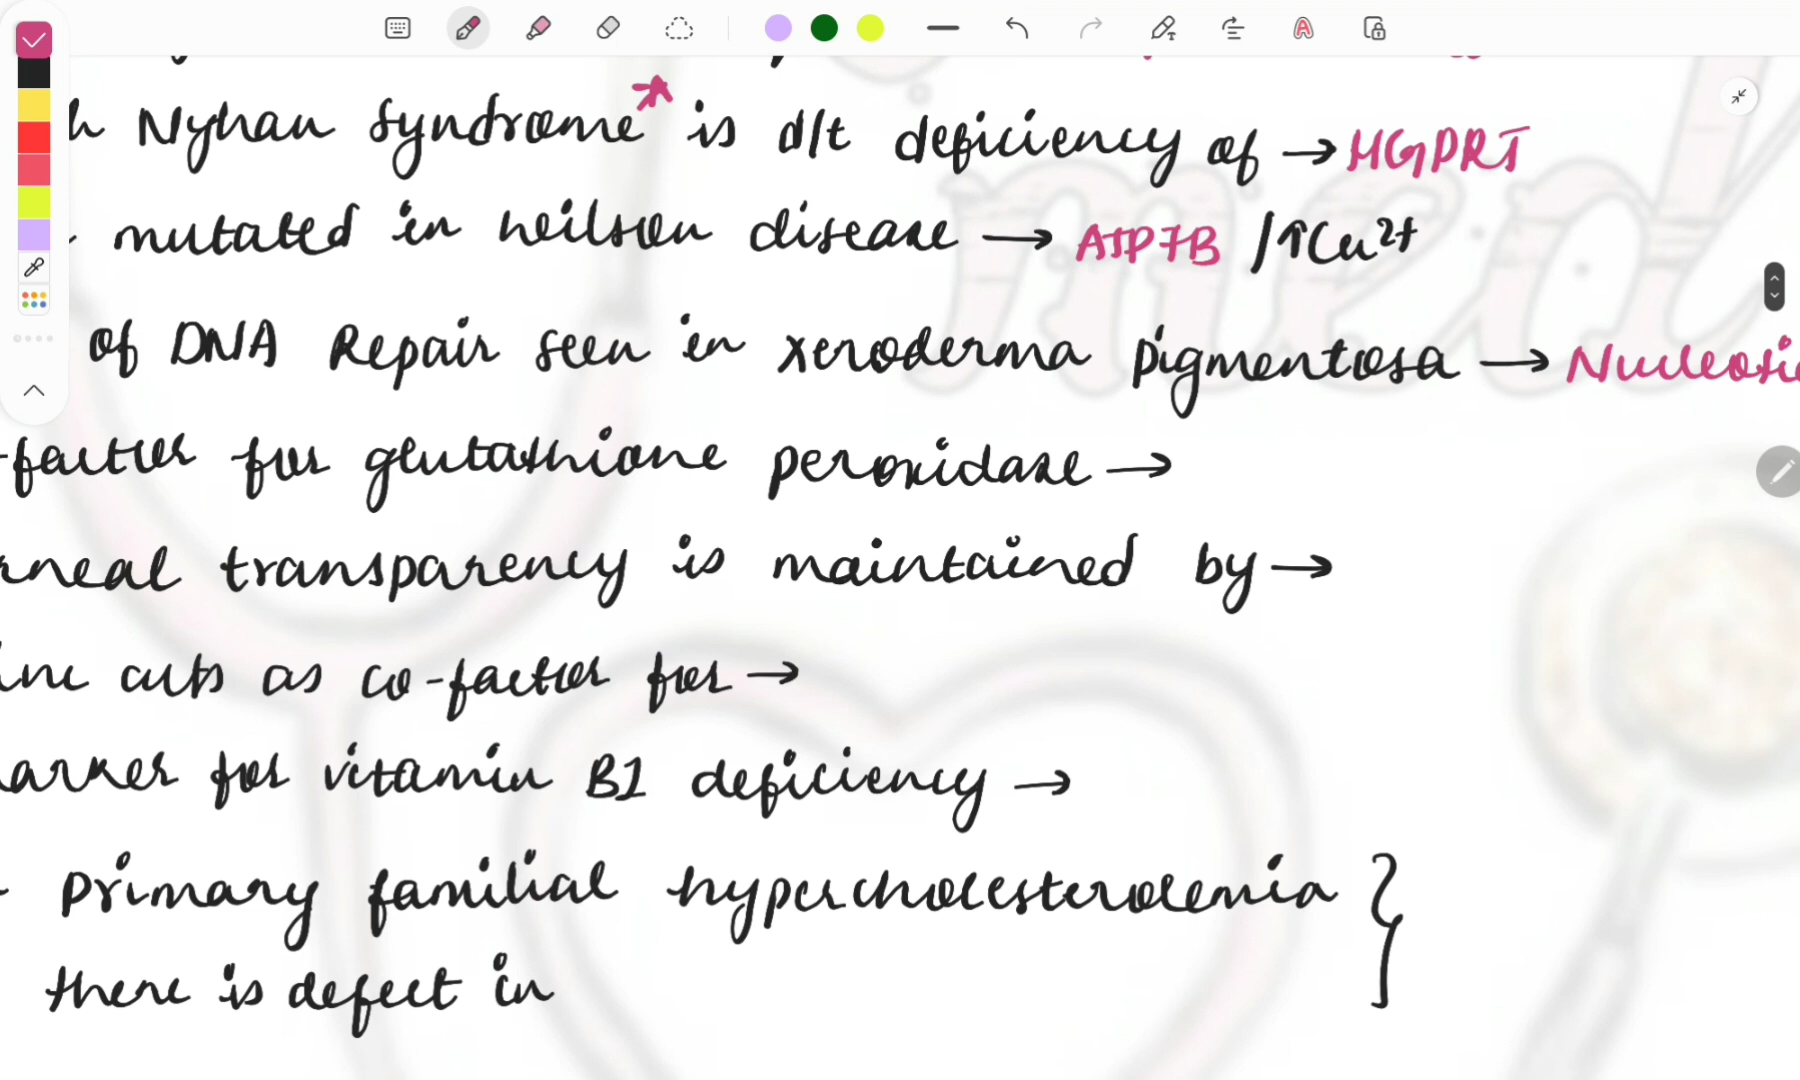 h Nyhan syndrome* is d/t deficiency of → HGPRT
mutated in weilson disease → ATP7B /↑Cu2+
of DNA Repair seen in xeroderma pigmentosa → Nucleoti
-factor for glutathione peroxidase →
rneal transparency is maintained by →
inc acts as co-factor for →
arker for vitamin B1 deficiency →
Primary familial hypercholesterolemia }
there is defect in